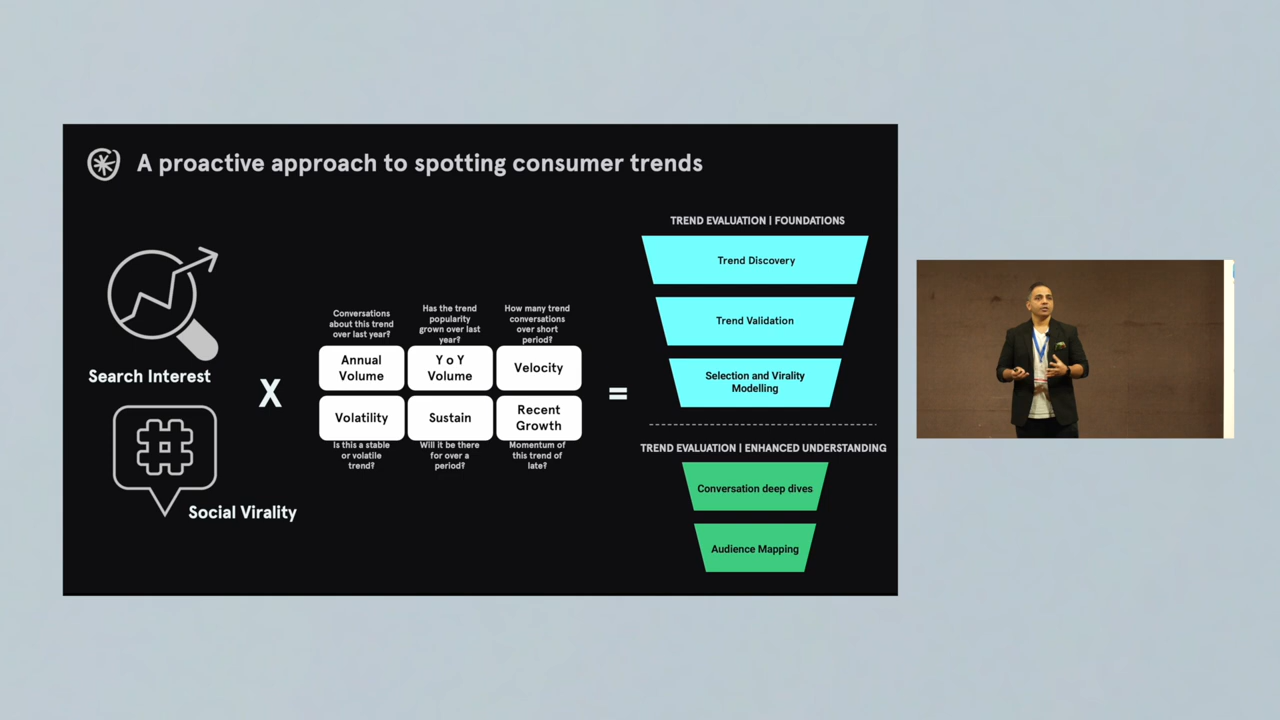 A proactive approach to spotting consumer trends
Search Interest
Social Virality
X
Conversations
about this trend
over last year?
Has the trend
popularity
grown over last
year?
How many trend
conversations
over short
period?
Annual
Volume
Y o Y
Volume
Velocity
Volatility
Sustain
Recent
Growth
Is this a stable
or volatile
trend?
Will it be there
for over a
period?
Momentum of
this trend of
late?
=
TREND EVALUATION | FOUNDATIONS
Trend Discovery
Trend Validation
Selection and Virality
Modelling
TREND EVALUATION | ENHANCED UNDERSTANDING
Conversation deep dives
Audience Mapping